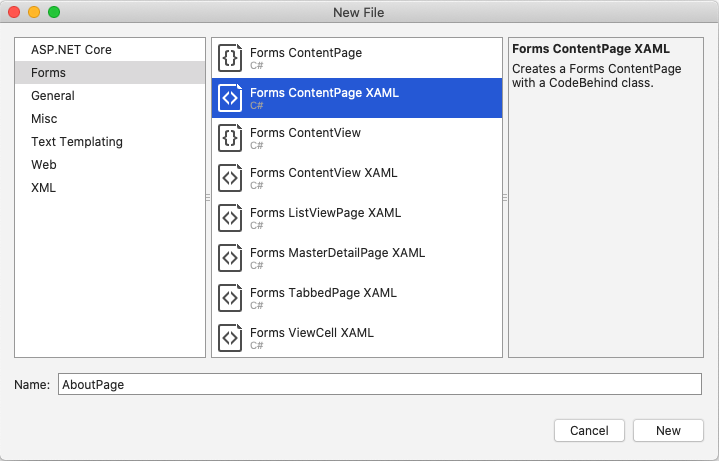 New File
ASP.NET Core
Forms
General
Misc
Text Templating
Web
XML
Forms ContentPage
C#
Forms ContentPage XAML
C#
Forms ContentView
C#
Forms ContentView XAML
C#
Forms ListViewPage XAML
C#
Forms MasterDetailPage XAML
C#
Forms TabbedPage XAML
C#
Forms ViewCell XAML
C#
Forms ContentPage XAML
Creates a Forms ContentPage
with a CodeBehind class.
Name: AboutPage
Cancel New